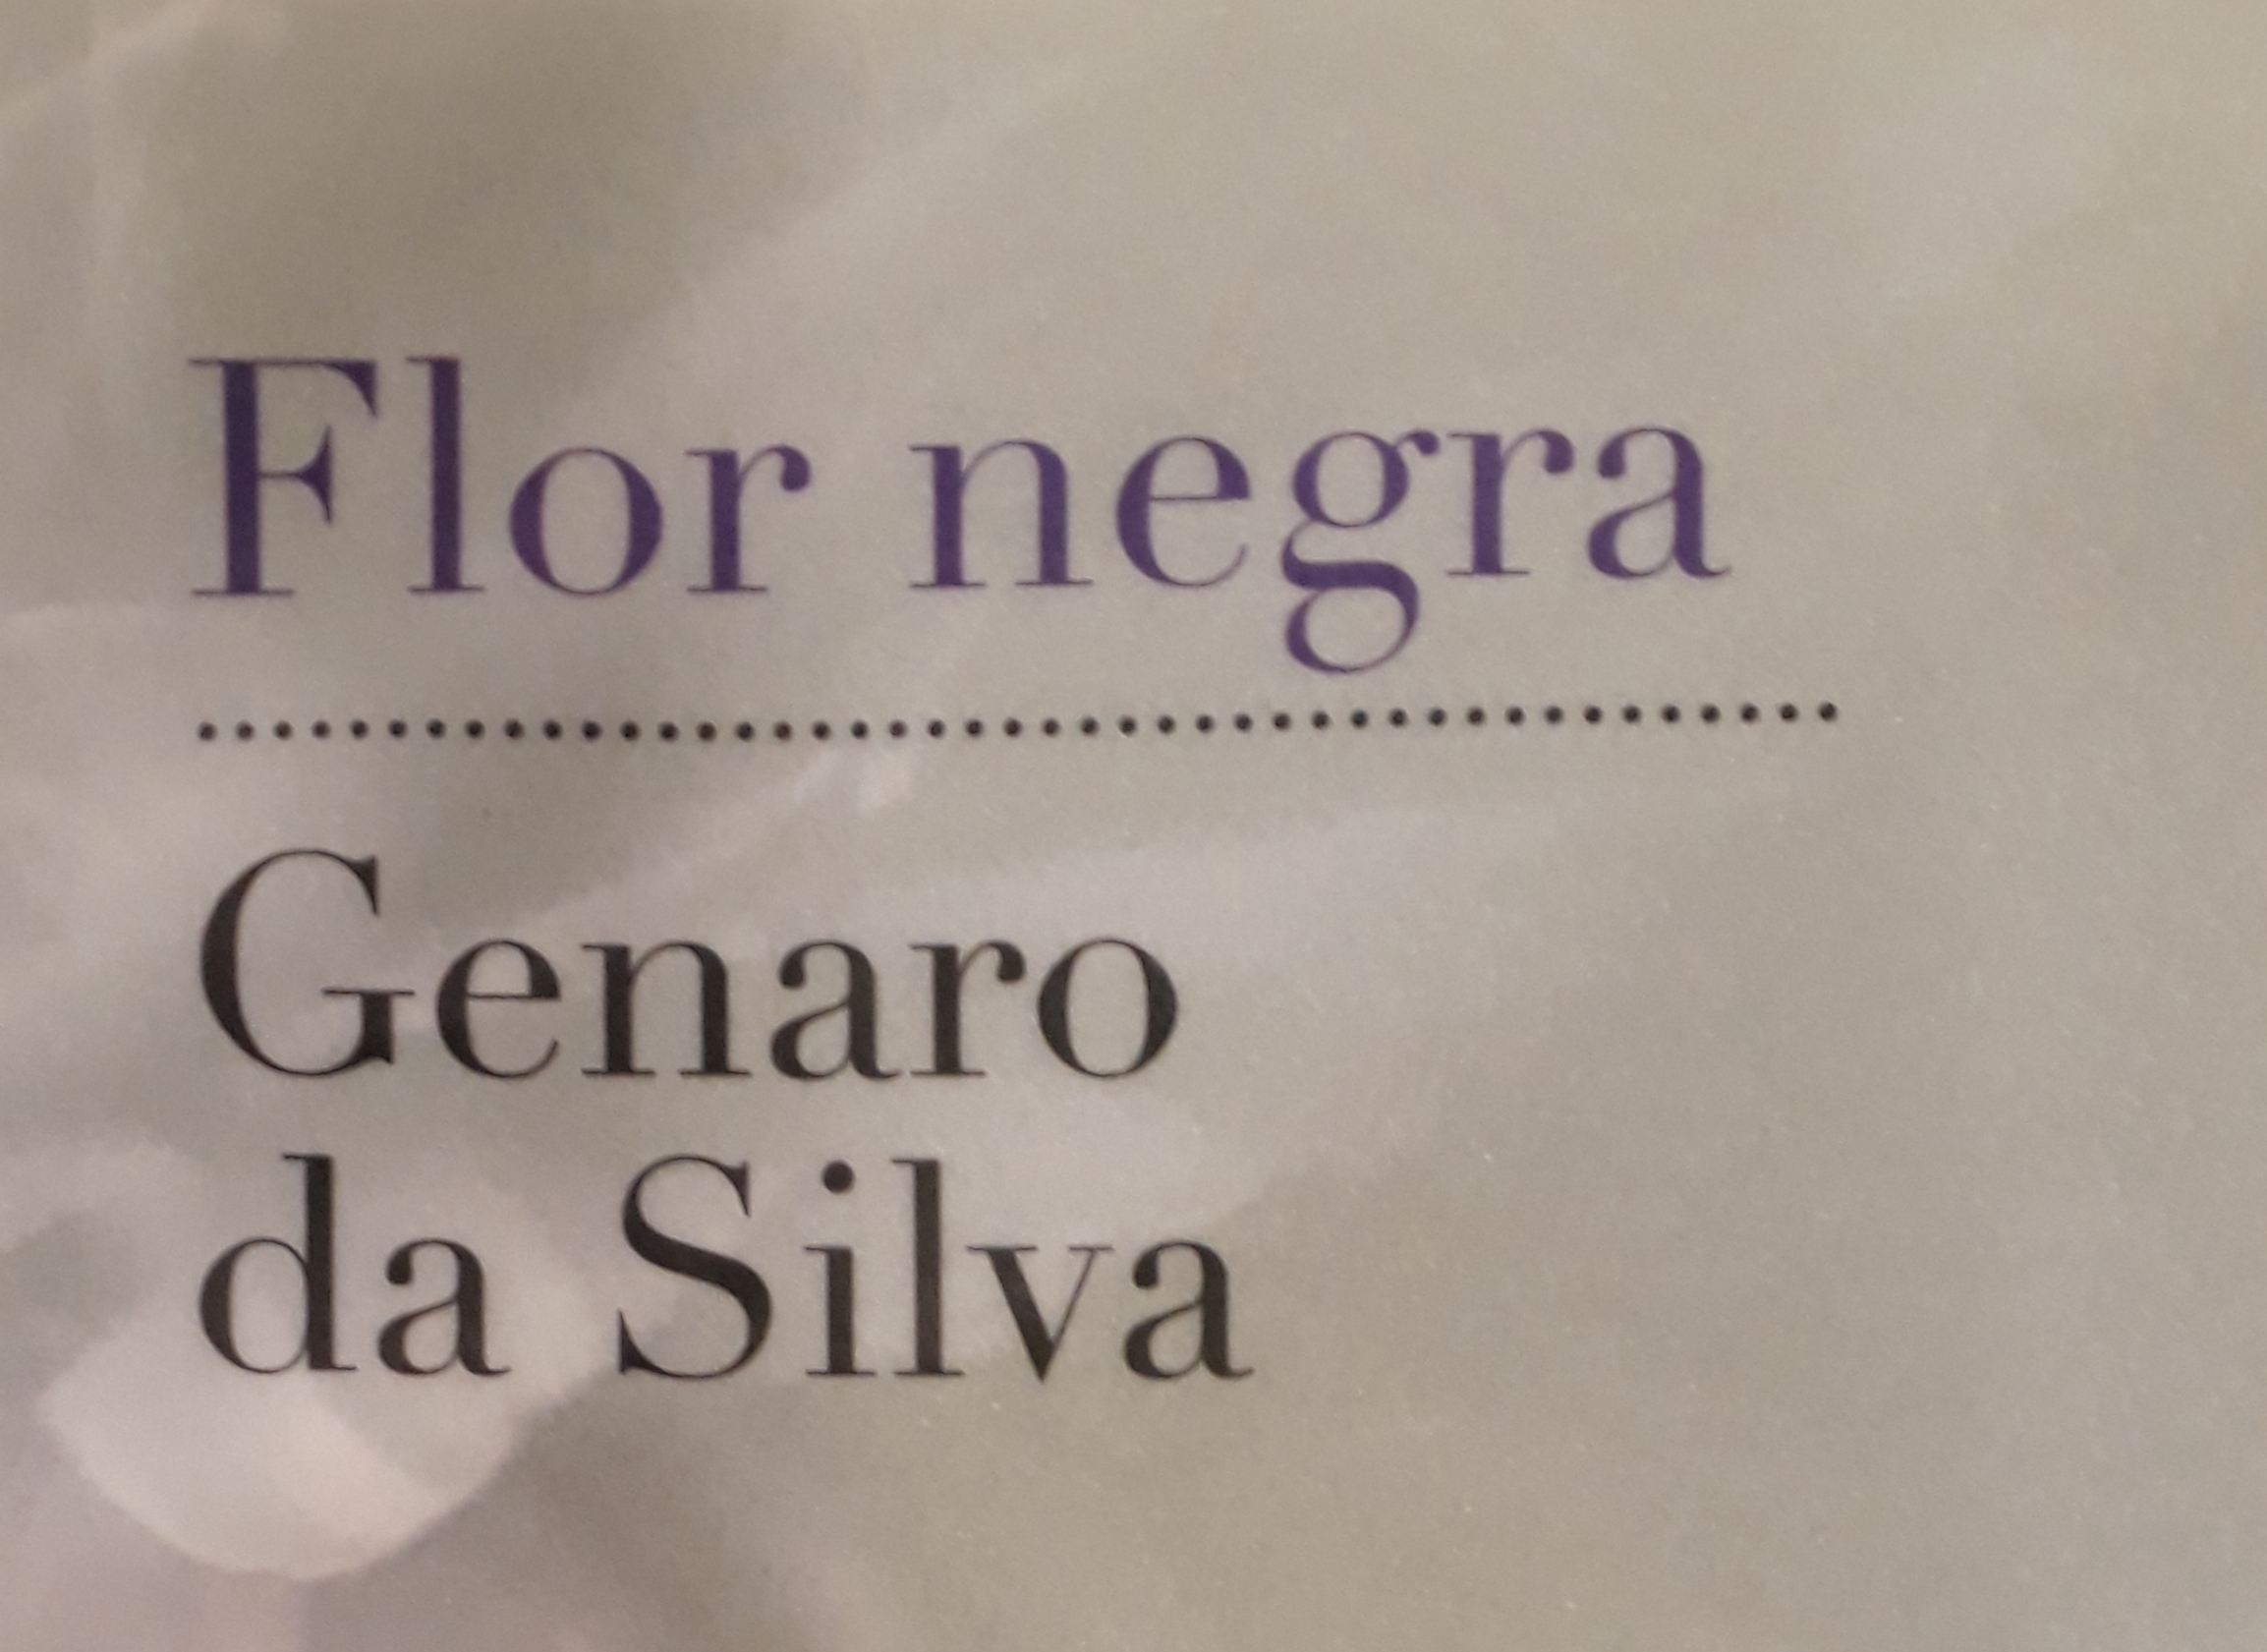 Flor negra
Genaro
da Silva